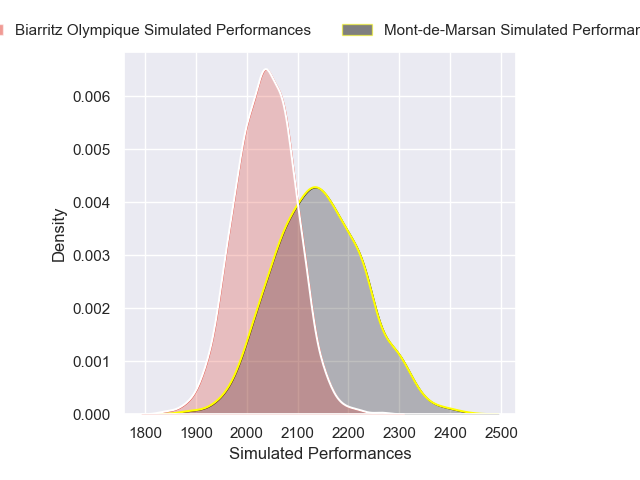 Biarritz Olympique Simulated Performances
Mont-de-Marsan Simulated
0.006
0.005
0.004
0.003
0.002
0.001
0.000
Density
1800 1900 2000 2100 2200 2300 2400 2500
Simulated Performances